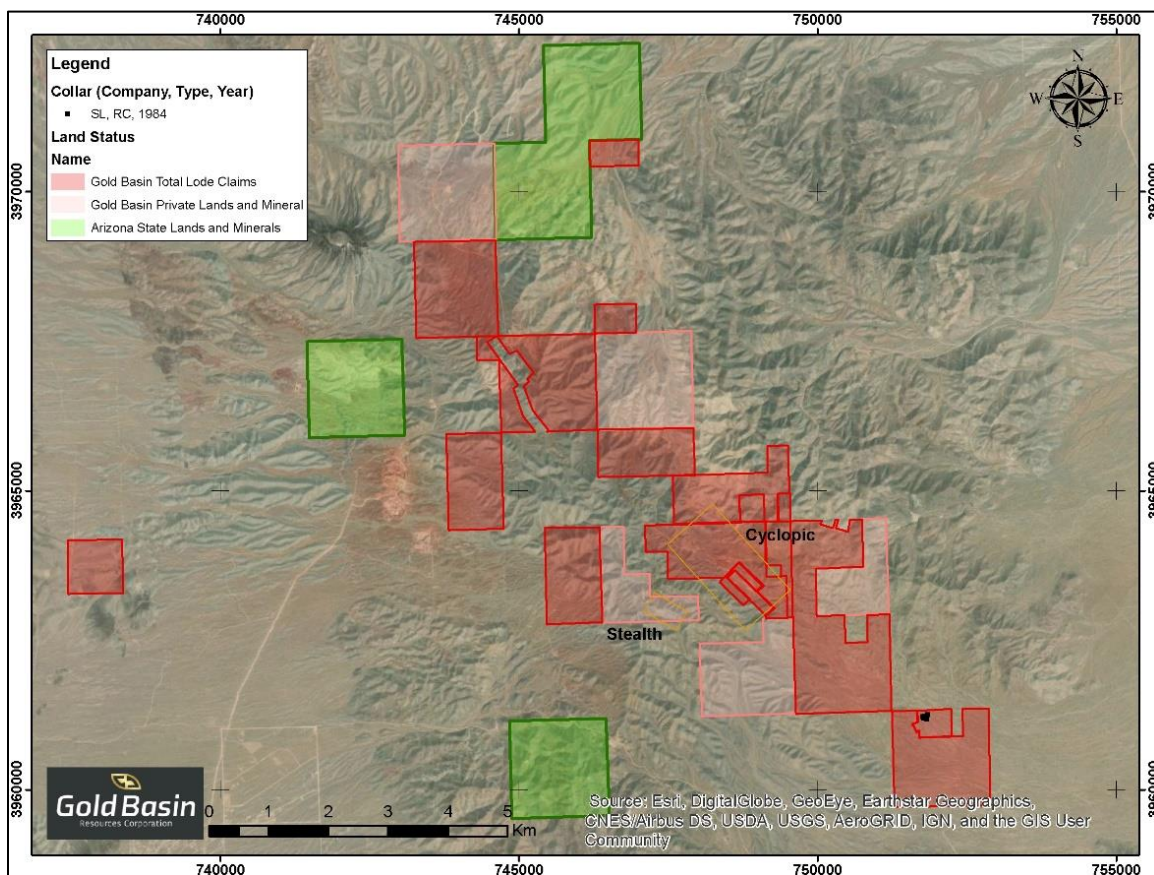 740000 745000 750000 755000
Legend
Collar (Company, Type, Year)
SL, RC, 1984
Land Status
Name
Gold Basin Total Lode Claims
Gold Basin Private Lands and Mineral
Arizona State Lands and Minerals
N
W E
S
3970000 3970000
3965000 3965000
Cyclopic
Stealth
3960000 3960000
Gold Basin
Resources Corporation
0 1 2 3 4 5
Km
Source: Esri, DigitalGlobe, GeoEye, Earthstar Geographics,
CNES/Airbus DS, USDA, USGS, AeroGRID, IGN, and the GIS User
Community
740000 745000 750000 755000